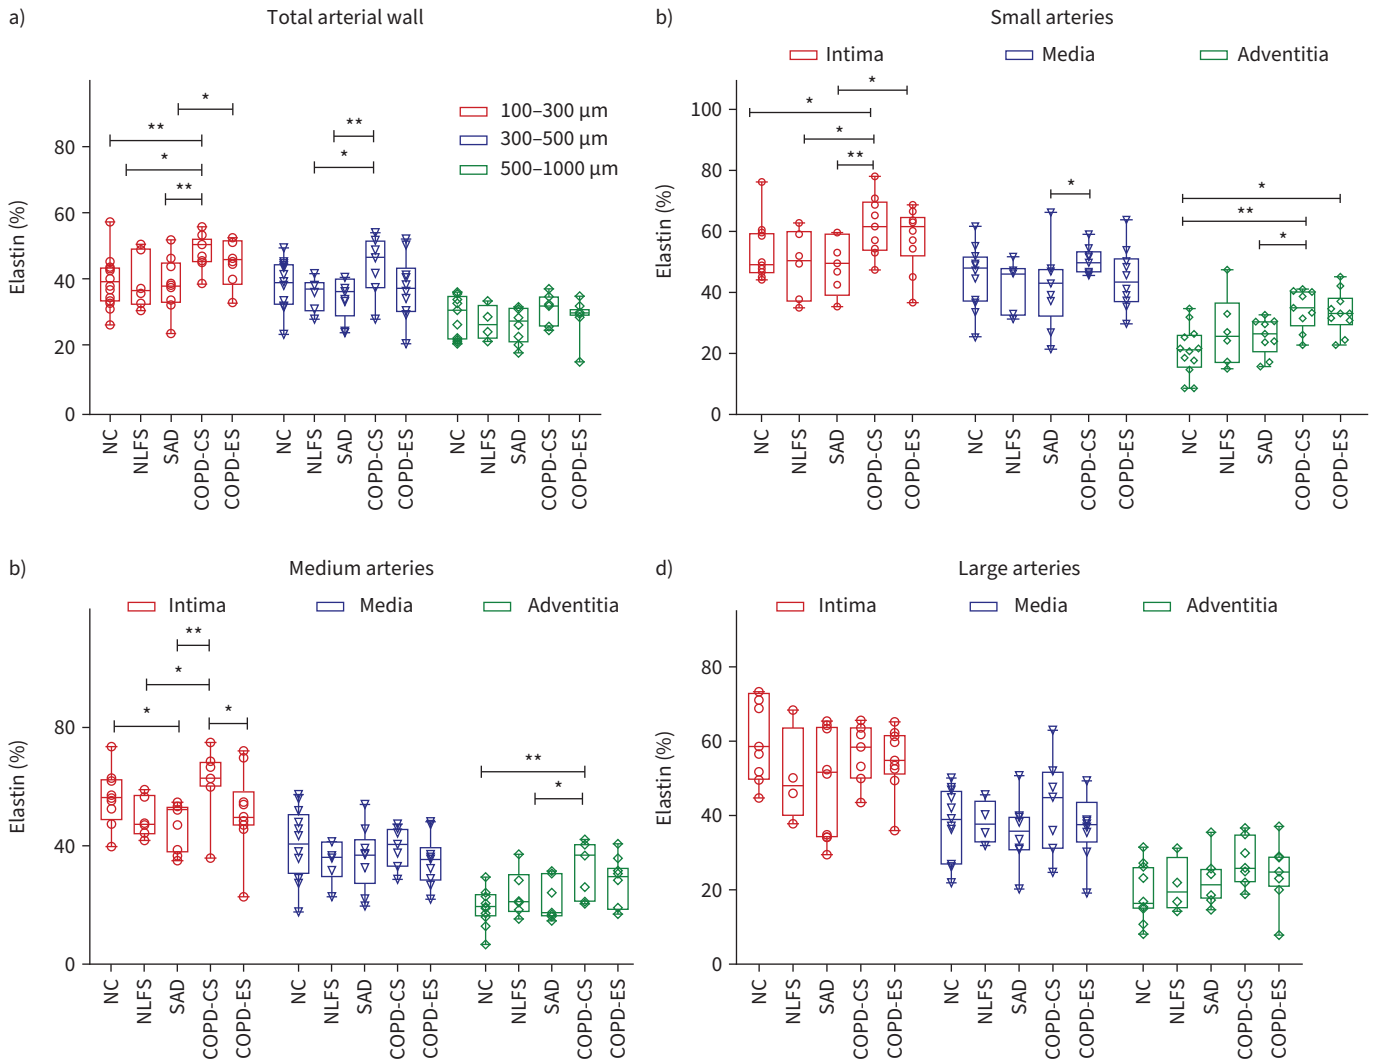 a)
Total arterial wall
Elastin (%)
80
60
40
20
0
*
**
*
**
**
*
100–300 µm
300–500 µm
500–1000 µm
NC
NLFS
SAD
COPD-CS
COPD-ES
NC
NLFS
SAD
COPD-CS
COPD-ES
NC
NLFS
SAD
COPD-CS
COPD-ES
b)
Small arteries
Intima
Media
Adventitia
Elastin (%)
100
80
60
40
20
0
*
*
*
**
*
*
**
*
NC
NLFS
SAD
COPD-CS
COPD-ES
NC
NLFS
SAD
COPD-CS
COPD-ES
NC
NLFS
SAD
COPD-CS
COPD-ES
b)
Medium arteries
Intima
Media
Adventitia
Elastin (%)
80
40
0
**
*
*
*
**
*
NC
NLFS
SAD
COPD-CS
COPD-ES
NC
NLFS
SAD
COPD-CS
COPD-ES
NC
NLFS
SAD
COPD-CS
COPD-ES
d)
Large arteries
Intima
Media
Adventitia
Elastin (%)
80
60
40
20
0
NC
NLFS
SAD
COPD-CS
COPD-ES
NC
NLFS
SAD
COPD-CS
COPD-ES
NC
NLFS
SAD
COPD-CS
COPD-ES